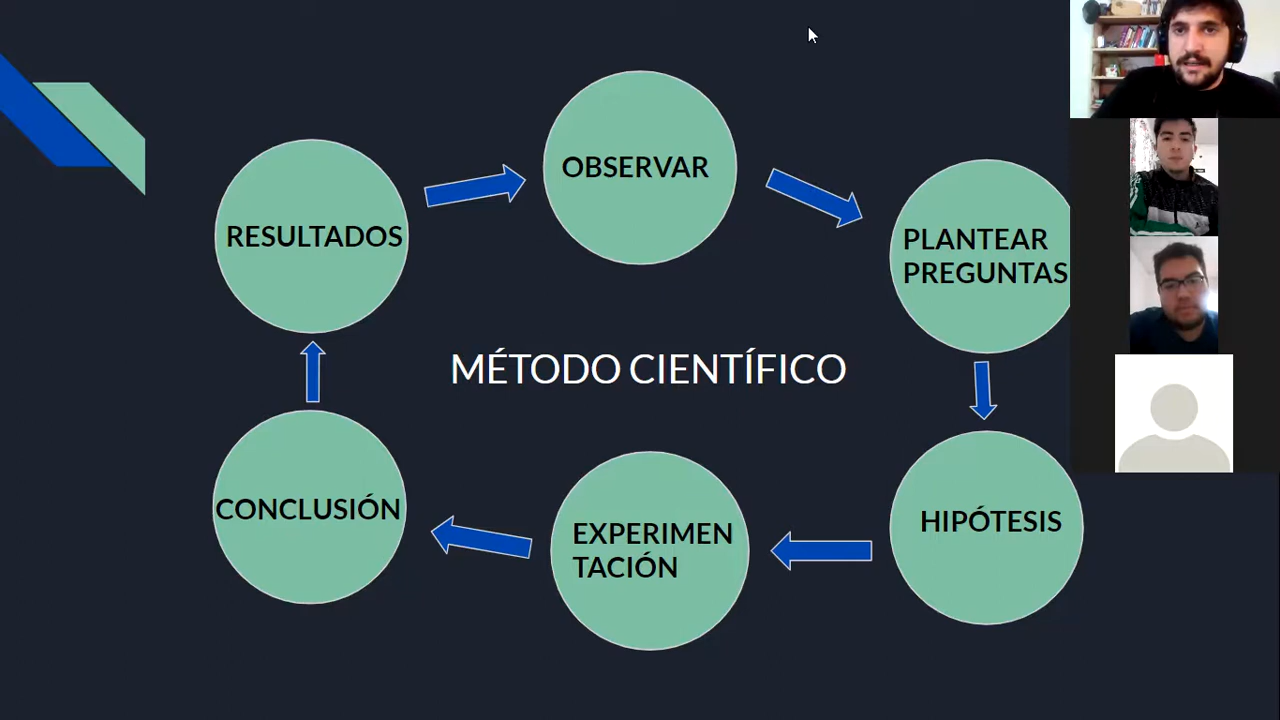 OBSERVAR
RESULTADOS
PLANTEAR
PREGUNTAS
MÉTODO CIENTÍFICO
CONCLUSIÓN
EXPERIMEN
TACIÓN
HIPÓTESIS